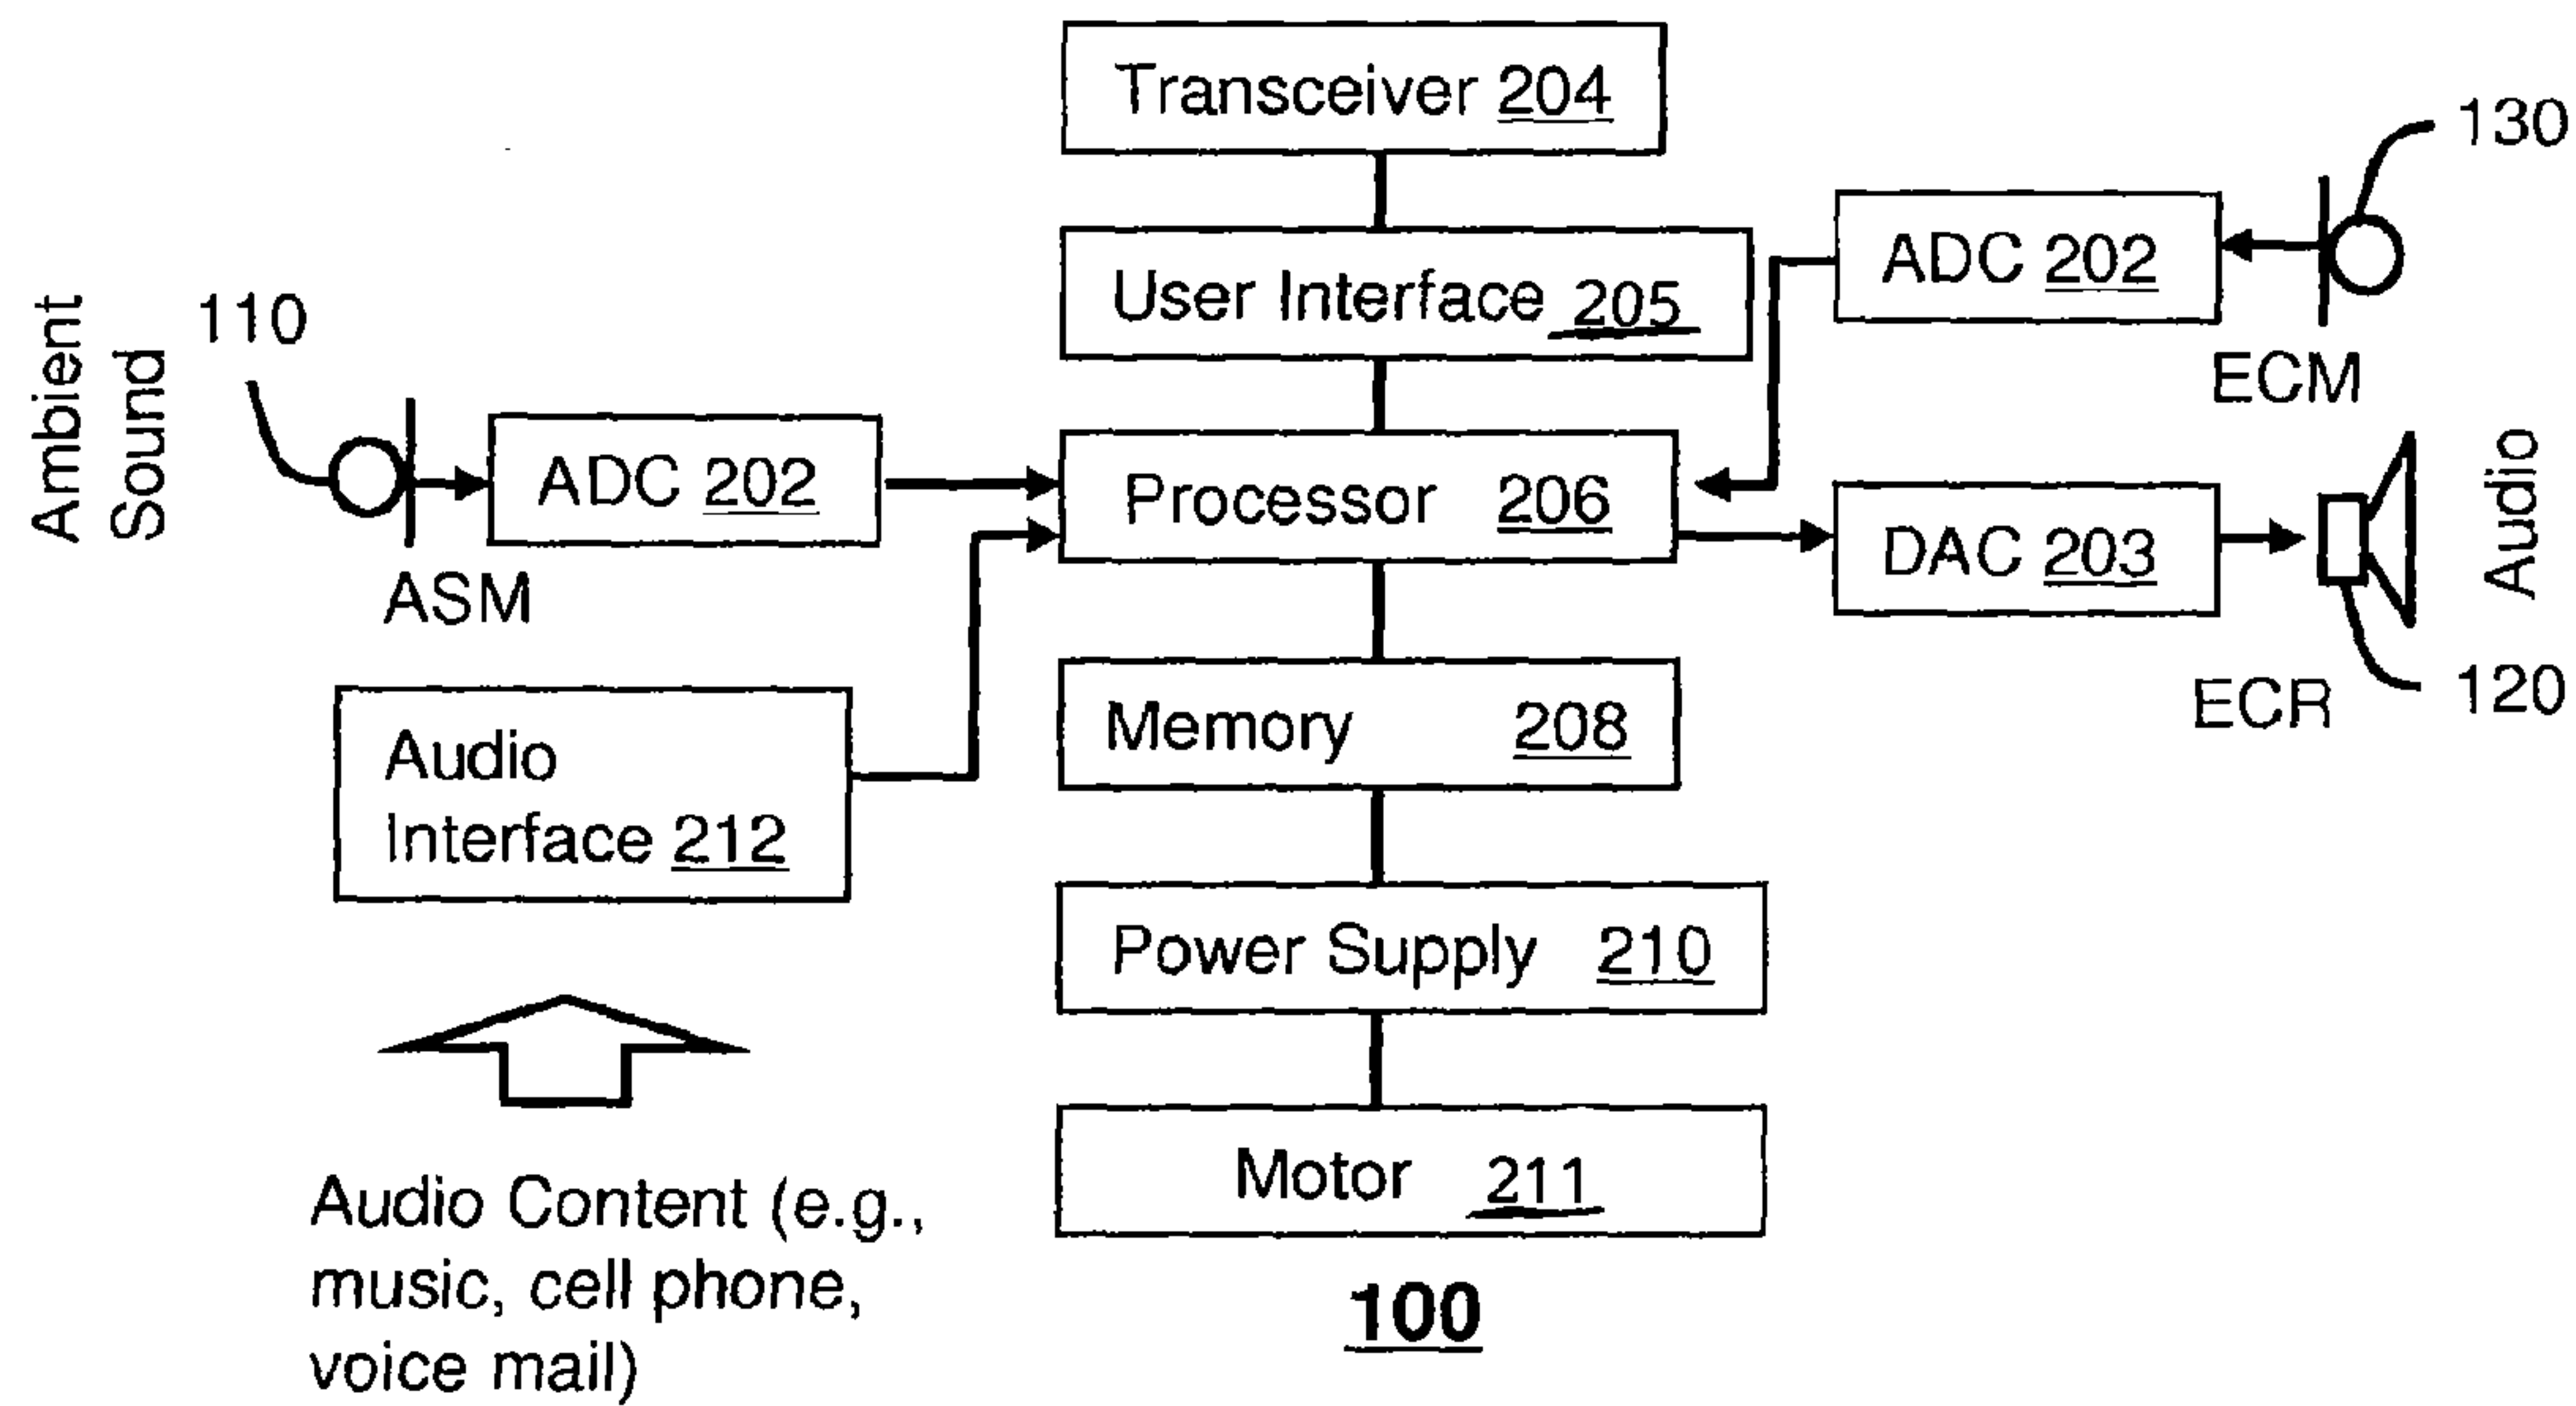 Transceiver 204
130
ADC 202
User Interface 205
110
Ambient
Sound
ECM
ADC 202
Processor 206
DAC 203
Audio
ASM
ECR
120
Memory 208
Audio
Interface 212
Power Supply 210
Motor 211
Audio Content (e.g.,
music, cell phone,
voice mail)
100